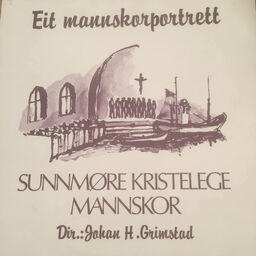 Eit mannskorportrett
SUNNMØRE KRISTELEGE
MANNSKOR
Dir.: Johan H. Grimstad